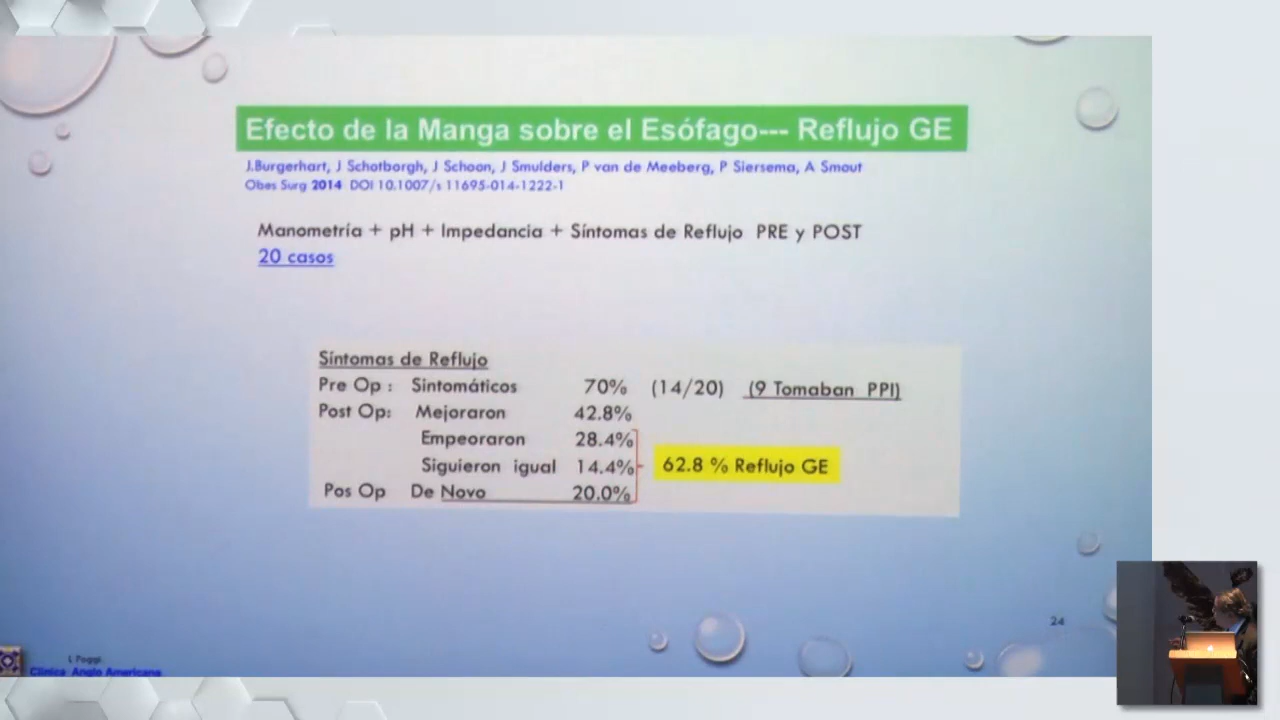 Efecto de la Manga sobre el Esófago--- Reflujo GE
J.Burgerhart, J Schotborgh, J Schoon, J Smulders, P van de Meeberg, P Siersema, A Smout
Obes Surg 2014 DOI 10.1007/s 11695-014-1222-1
Manometría + pH + Impedancia + Síntomas de Reflujo PRE y POST
20 casos
Síntomas de Reflujo
Pre Op : Sintomáticos 70% (14/20) (9 Tomaban PPI)
Post Op: Mejoraron 42.8%
Empeoraron 28.4%
Siguieron igual 14.4%
62.8 % Reflujo GE
Pos Op De Novo 20.0%
24
L Poggi
Clínica Anglo Americana